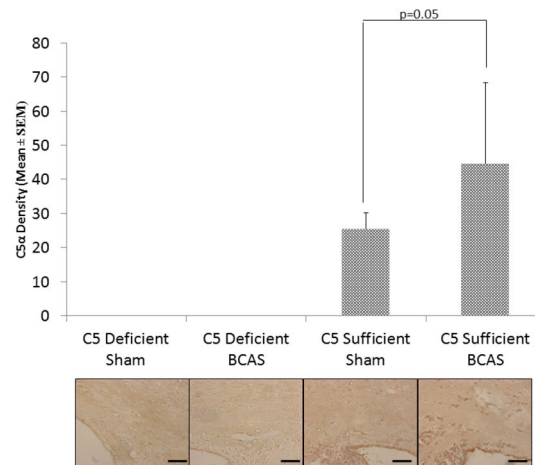 p=0.05
80
70
60
50
40
30
20
10
0
C5α Density (Mean ± SEM)
C5 Deficient
Sham
C5 Deficient
BCAS
C5 Sufficient
Sham
C5 Sufficient
BCAS